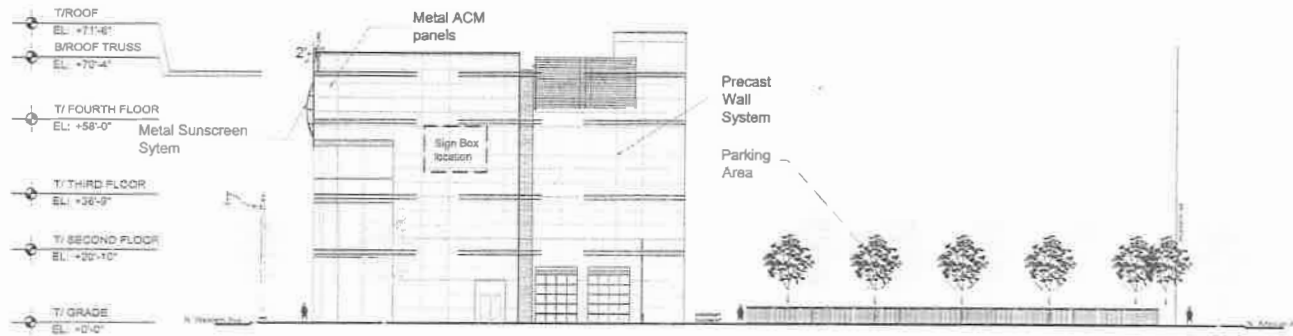 T/ROOF
EL: +71'-6"
B/ROOF TRUSS
EL: +70'-4"
T/ FOURTH FLOOR
EL: +58'-0"
T/ THIRD FLOOR
EL: +36'-9"
T/ SECOND FLOOR
EL: +20'-10"
T/ GRADE
EL: +0'-0"
Metal Sunscreen
Sytem
2'-
Metal ACM
panels
Sign Box
location
Precast
Wall
System
Parking
Area
N. Western Ave